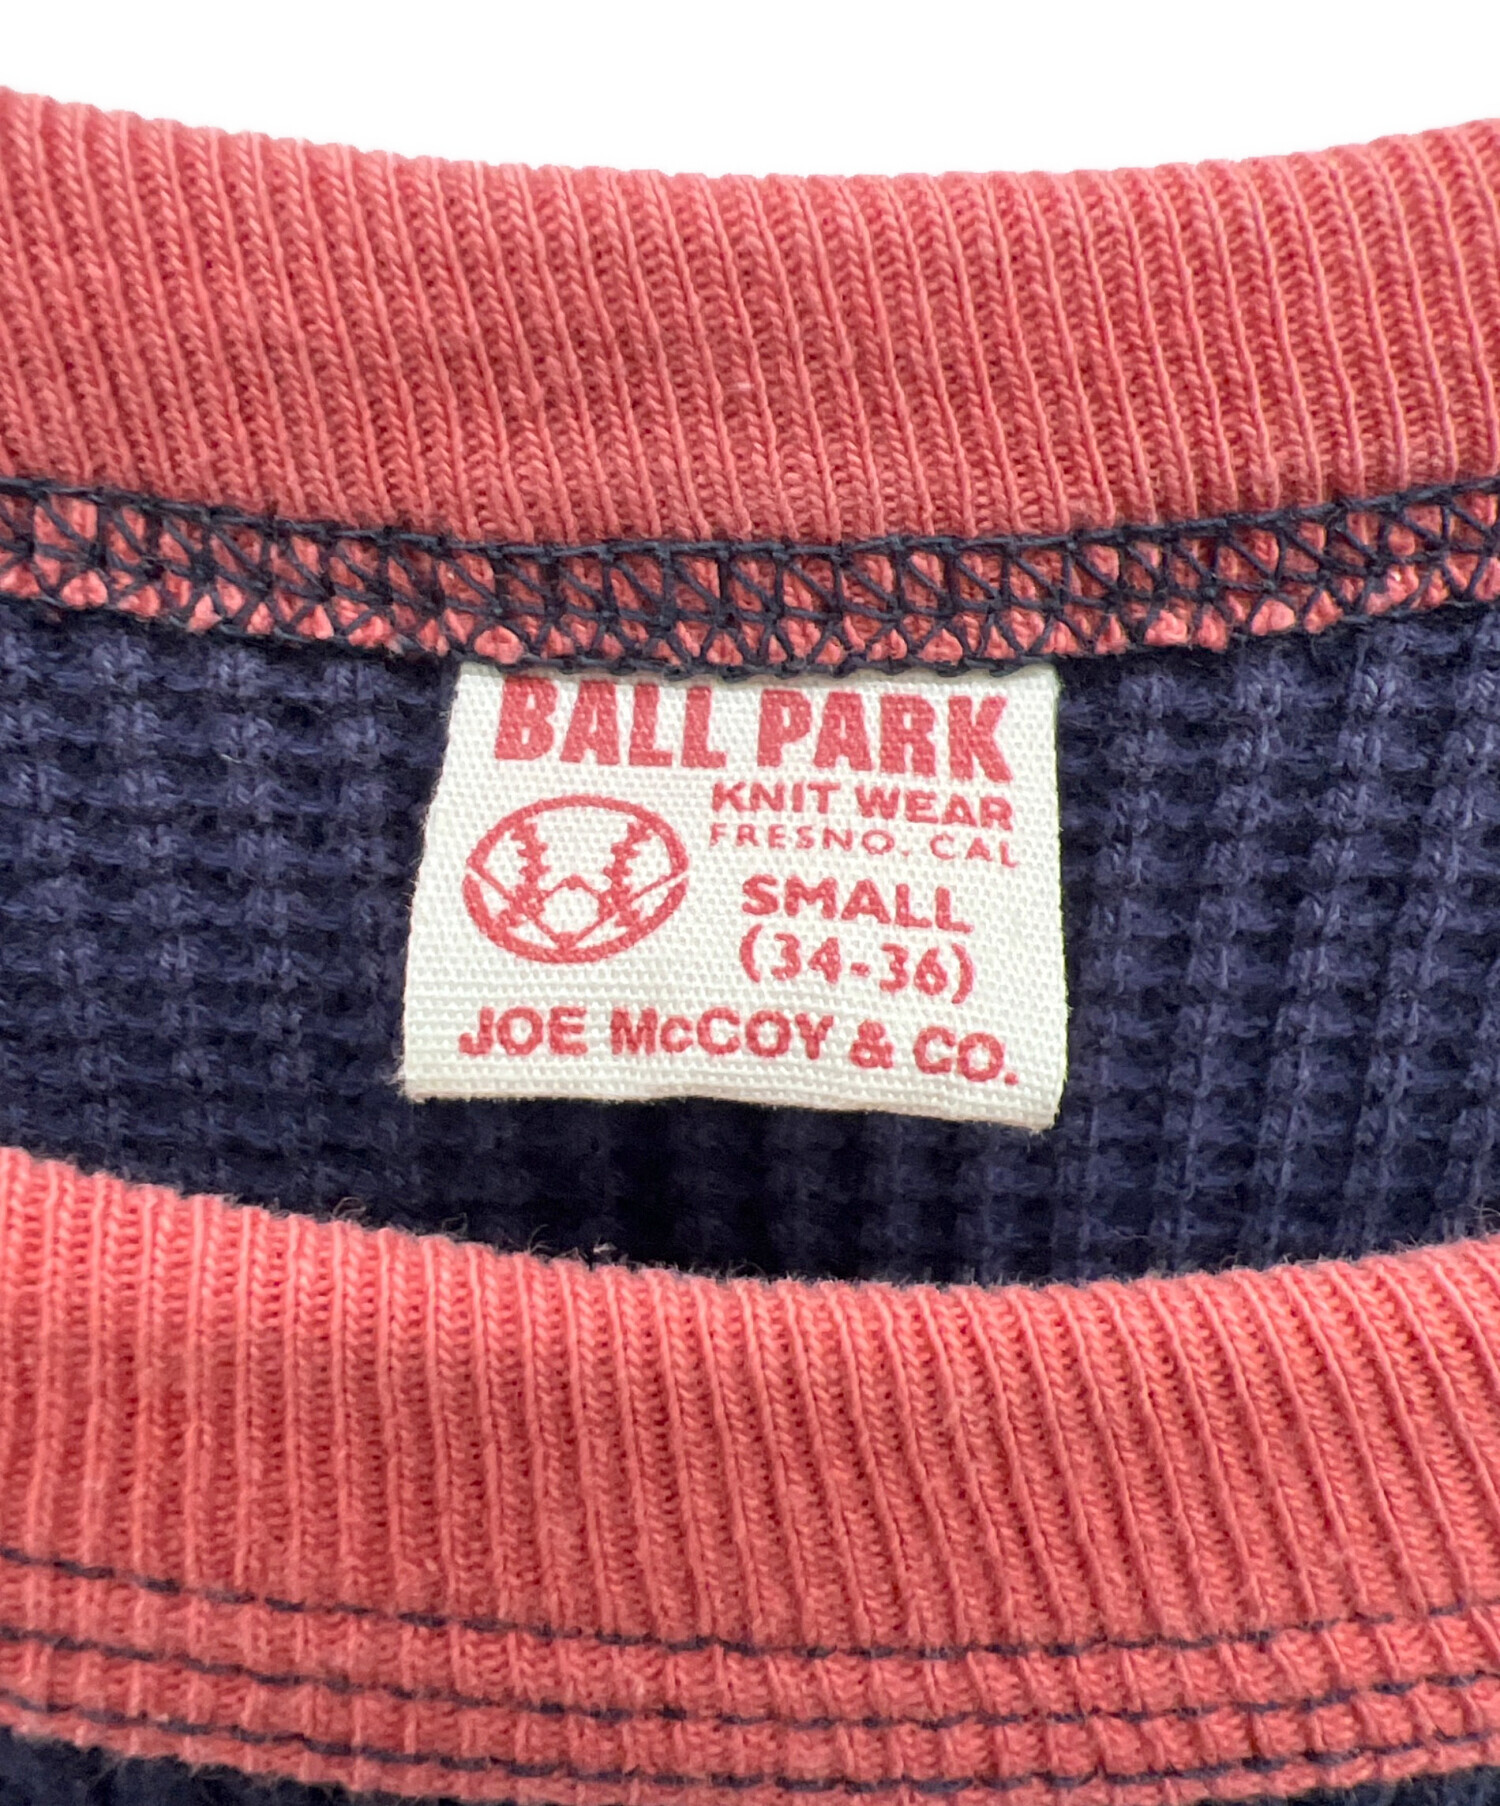 BALL PARK
KNIT WEAR
FRESNO. CAL
SMALL
(34-36)
JOE McCOY & CO.